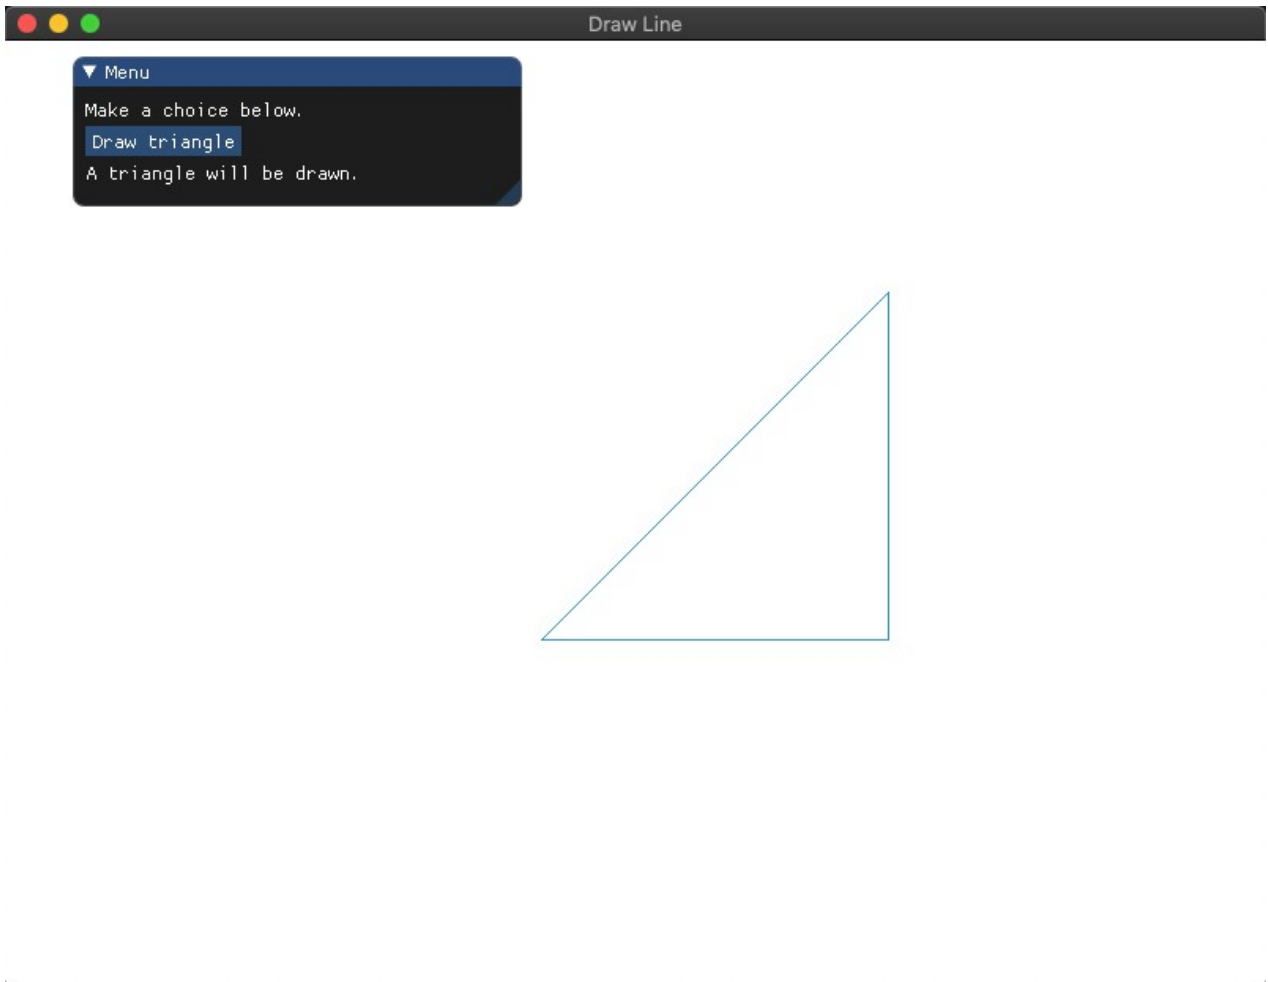 Draw Line
Menu
Make a choice below.
Draw triangle
A triangle will be drawn.